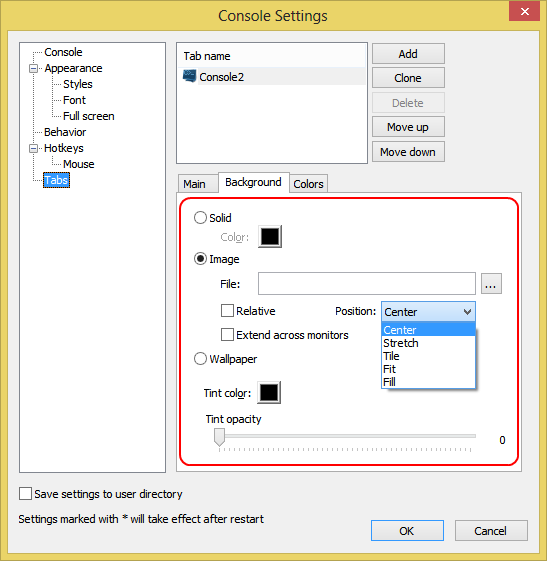 Console Settings
Console
Appearance
Styles
Font
Full screen
Behavior
Hotkeys
Mouse
Tabs
Tab name
Console2
Add
Clone
Delete
Move up
Move down
Main Background Colors
Solid
Color:
Image
File: ...
Relative Position: Center
Center
Extend across monitors Stretch
Tile
Fit
Fill
Wallpaper
Tint color:
Tint opacity
0
Save settings to user directory
Settings marked with * will take effect after restart
OK Cancel